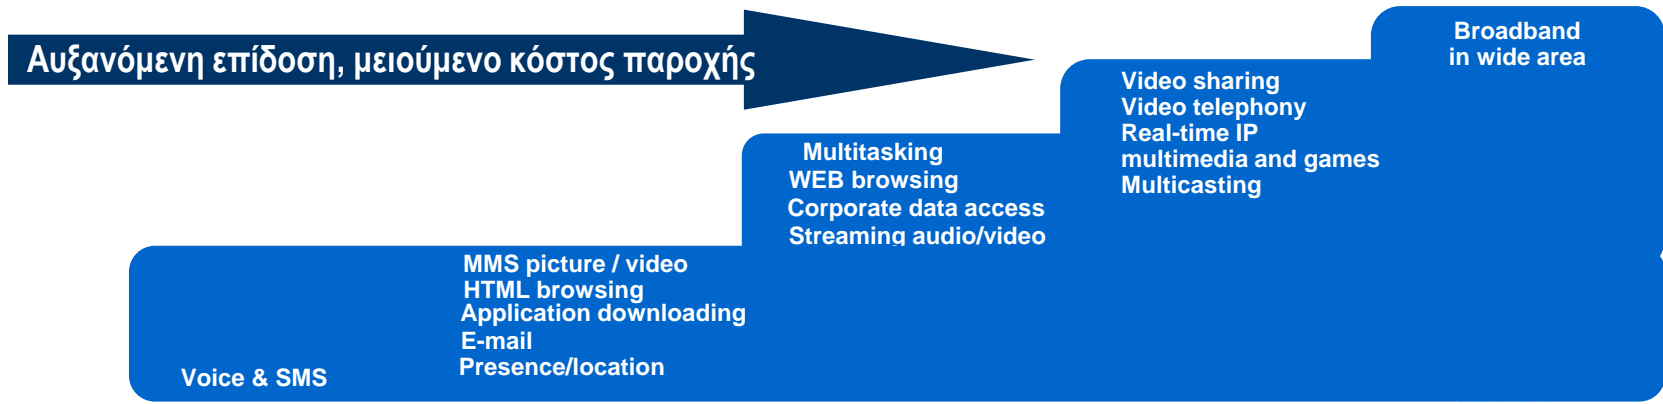 Αυξανόμενη επίδοση, μειούμενο κόστος παροχής
Broadband
in wide area
Video sharing
Video telephony
Real-time IP
multimedia and games
Multicasting
Multitasking
WEB browsing
Corporate data access
Streaming audio/video
MMS picture / video
HTML browsing
Application downloading
E-mail
Presence/location
Voice & SMS